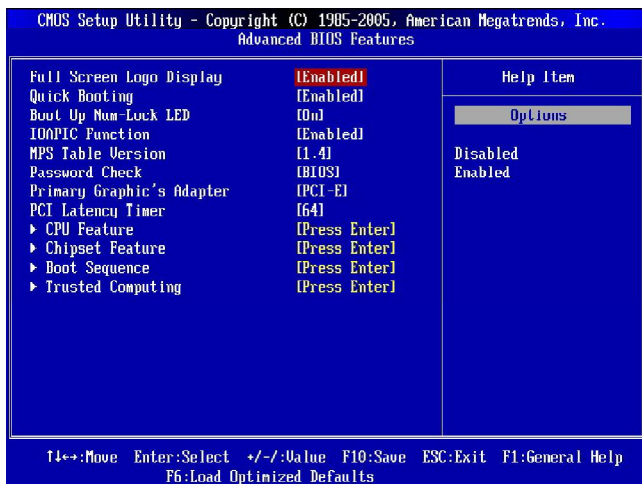 CMOS Setup Utility - Copyright (C) 1985-2005, American Megatrends, Inc.
Advanced BIOS Features
Full Screen Logo Display [Enabled]
Quick Booting [Enabled]
Boot Up Num-Lock LED [On]
IOAPIC Function [Enabled]
MPS Table Version [1.4]
Password Check [BIOS]
Primary Graphic's Adapter [PCI-E]
PCI Latency Timer [64]
▶ CPU Feature [Press Enter]
▶ Chipset Feature [Press Enter]
▶ Boot Sequence [Press Enter]
▶ Trusted Computing [Press Enter]
Help Item
Options
Disabled
Enabled
↑↓←→:Move Enter:Select +/-/:Value F10:Save ESC:Exit F1:General Help
F6:Load Optimized Defaults